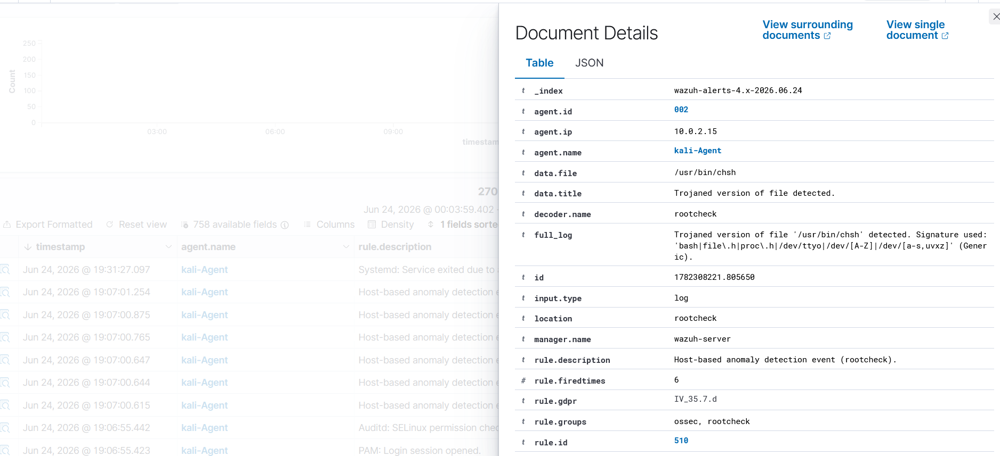 Document Details
View surrounding
documents
View single
document
Table
JSON
_index
wazuh-alerts-4.x-2026.06.24
agent.id
002
agent.ip
10.0.2.15
agent.name
kali-Agent
data.file
/usr/bin/chsh
data.title
Trojaned version of file detected.
decoder.name
rootcheck
full_log
Trojaned version of file '/usr/bin/chsh' detected. Signature used:
'bash|file\.h|proc\.h|/dev/ttyo|/dev/[A-Z]|/dev/[a-s,uvxz]' (Gener
ic).
id
1782308221.805650
input.type
log
location
rootcheck
manager.name
wazuh-server
rule.description
Host-based anomaly detection event (rootcheck).
# rule.firedtimes
6
rule.gdpr
IV_35.7.d
rule.groups
ossec, rootcheck
rule.id
510
250
200
150
100
50
0
Count
03:00
06:00
09:00
timestam
270
Jun 24, 2026 @ 00:03:59.402 -
Export Formatted
Reset view
758 available fields
Columns
Density
1 fields sorte
timestamp
agent.name
rule.description
Jun 24, 2026 @ 19:31:27.097 kali-Agent Systemd: Service exited due to
Jun 24, 2026 @ 19:07:01.254 kali-Agent Host-based anomaly detection
Jun 24, 2026 @ 19:07:00.875 kali-Agent Host-based anomaly detection
Jun 24, 2026 @ 19:07:00.765 kali-Agent Host-based anomaly detection
Jun 24, 2026 @ 19:07:00.647 kali-Agent Host-based anomaly detection
Jun 24, 2026 @ 19:07:00.644 kali-Agent Host-based anomaly detection
Jun 24, 2026 @ 19:07:00.615 kali-Agent Host-based anomaly detection
Jun 24, 2026 @ 19:06:55.442 kali-Agent Auditd: SELinux permission chec
Jun 24, 2026 @ 19:06:55.423 kali-Agent PAM: Login session opened.